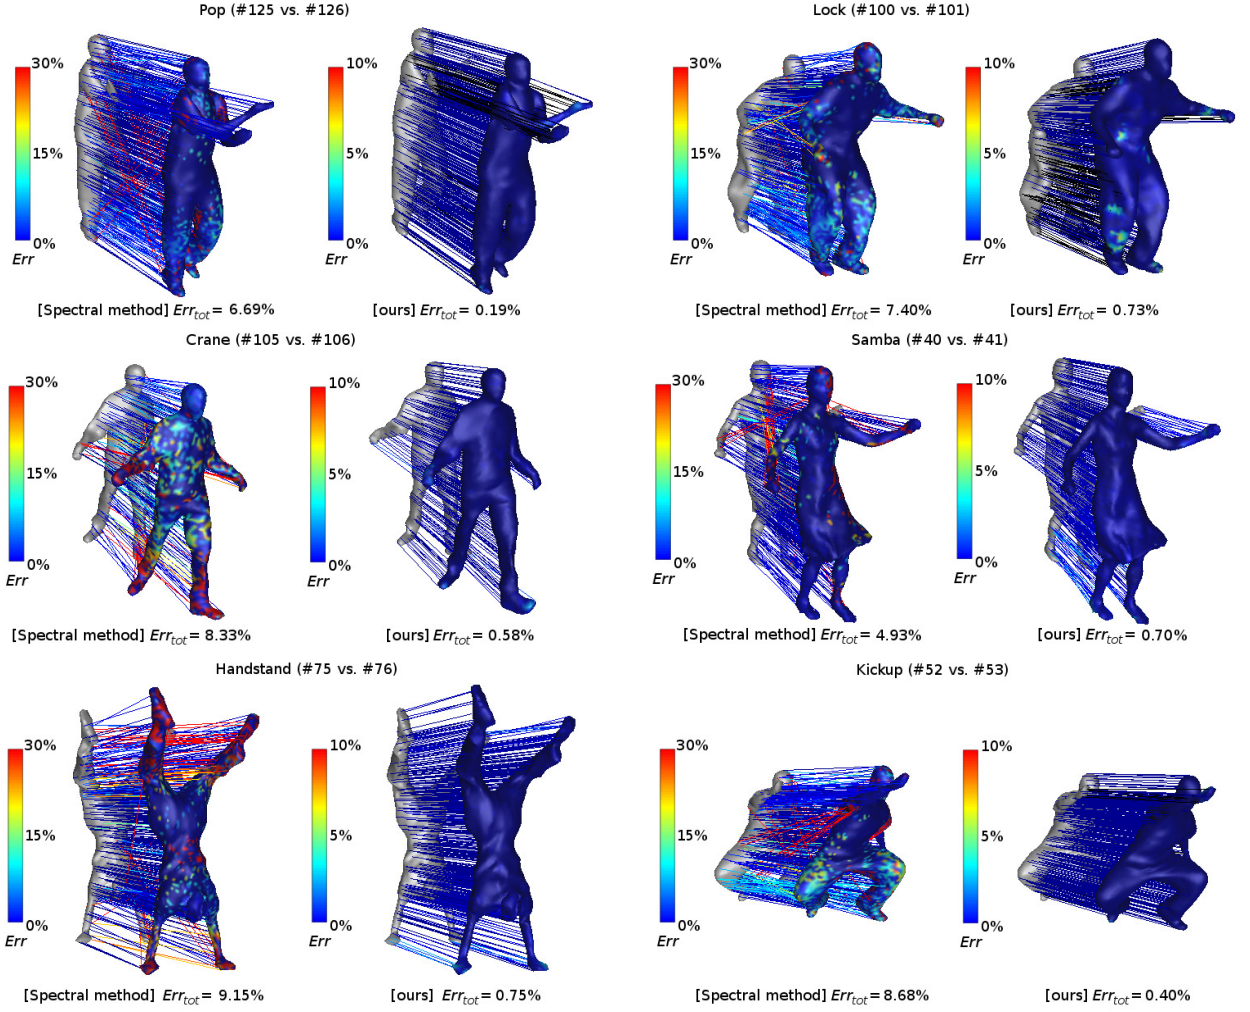 Pop (#125 vs. #126)
30%
15%
0%
Err
10%
5%
0%
Err
[Spectral method] Err_tot = 6.69%
[ours] Err_tot = 0.19%
Lock (#100 vs. #101)
30%
15%
0%
Err
10%
5%
0%
Err
[Spectral method] Err_tot = 7.40%
[ours] Err_tot = 0.73%
Crane (#105 vs. #106)
30%
15%
0%
Err
10%
5%
0%
Err
[Spectral method] Err_tot = 8.33%
[ours] Err_tot = 0.58%
Samba (#40 vs. #41)
30%
15%
0%
Err
10%
5%
0%
Err
[Spectral method] Err_tot = 4.93%
[ours] Err_tot = 0.70%
Handstand (#75 vs. #76)
30%
15%
0%
Err
10%
5%
0%
Err
[Spectral method] Err_tot = 9.15%
[ours] Err_tot = 0.75%
Kickup (#52 vs. #53)
30%
15%
0%
Err
10%
5%
0%
Err
[Spectral method] Err_tot = 8.68%
[ours] Err_tot = 0.40%